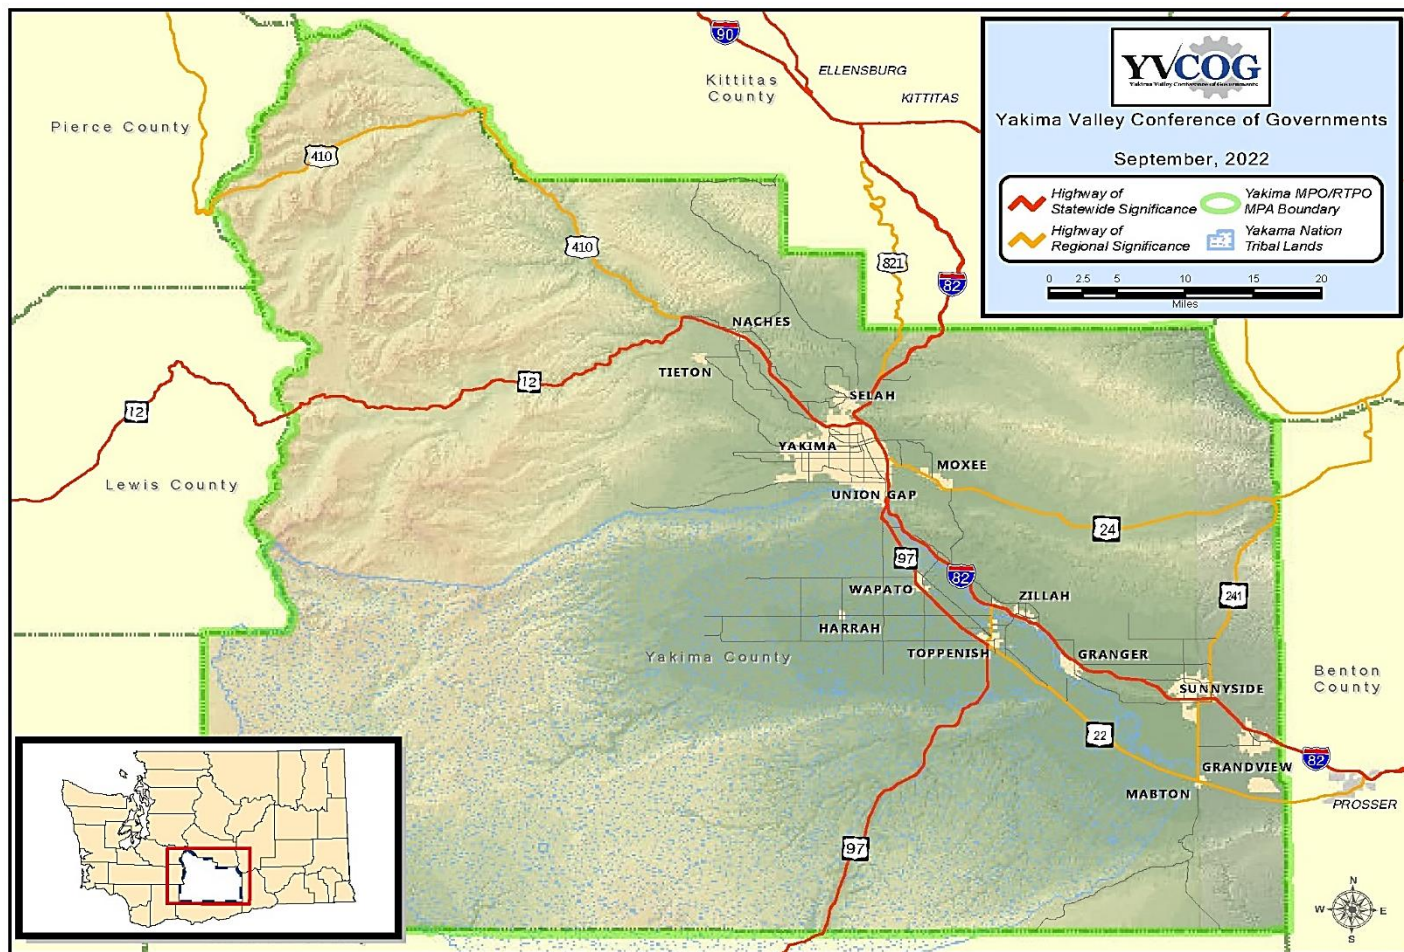 90
ELLENSBURG
Kittitas
County
KITTITAS
Pierce County
410
410
821
82
YVCOG
Yakima Valley Conference of Governments
Yakima Valley Conference of Governments
September, 2022
Highway of
Statewide Significance
Yakima MPO/RTPO
MPA Boundary
Highway of
Regional Significance
Yakama Nation
Tribal Lands
0 2.5 5 10 15 20
Miles
NACHES
TIETON
12
12
SELAH
YAKIMA
MOXEE
Lewis County
UNION GAP
24
97
82
WAPATO
ZILLAH
241
HARRAH
TOPPENISH
GRANGER
Yakima County
Benton
County
SUNNYSIDE
22
GRANDVIEW
82
MABTON
PROSSER
97
N
W E
S